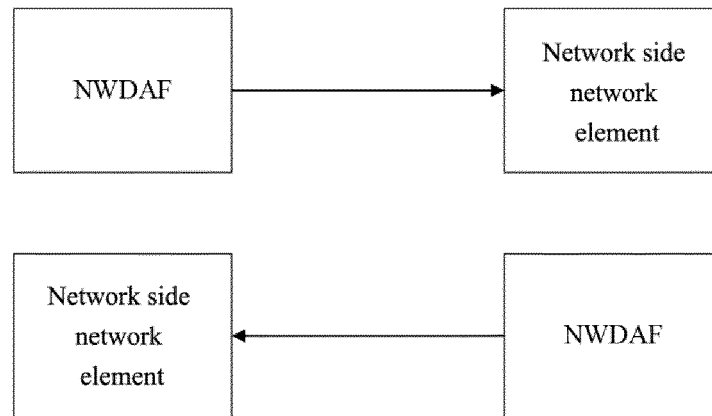 NWDAF
Network side
network
element
Network side
network
element
NWDAF